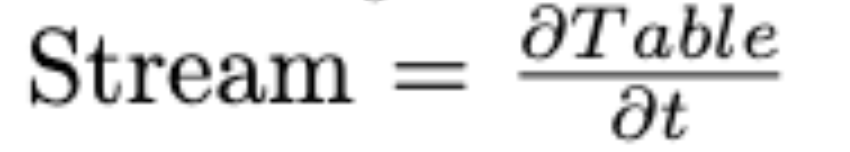 Stream = ∂Table/∂t